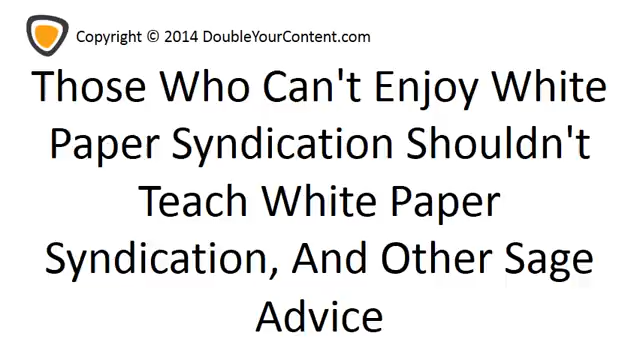 Copyright © 2014 DoubleYourContent.com
Those Who Can't Enjoy White
Paper Syndication Shouldn't
Teach White Paper
Syndication, And Other Sage
Advice